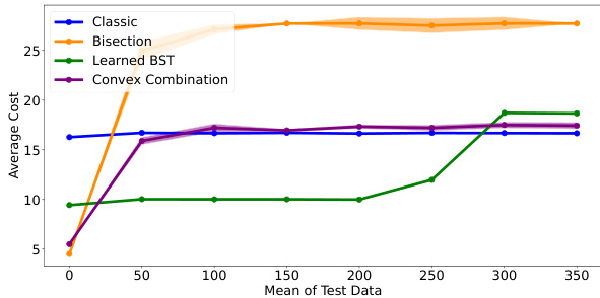 Classic
Bisection
Learned BST
Convex Combination
Average Cost
25
20
15
10
5
0 50 100 150 200 250 300 350
Mean of Test Data